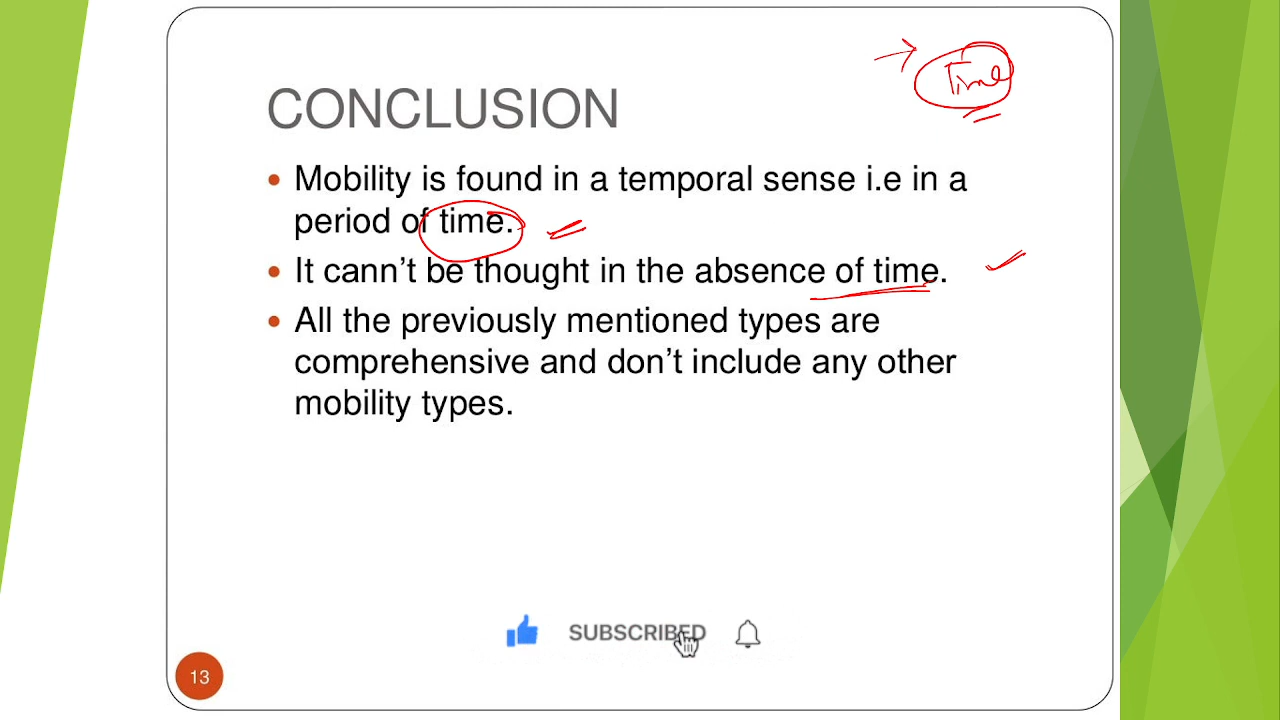 Time
CONCLUSION
• Mobility is found in a temporal sense i.e in a
period of time.
• It cann't be thought in the absence of time.
• All the previously mentioned types are
comprehensive and don't include any other
mobility types.
SUBSCRIBED
13